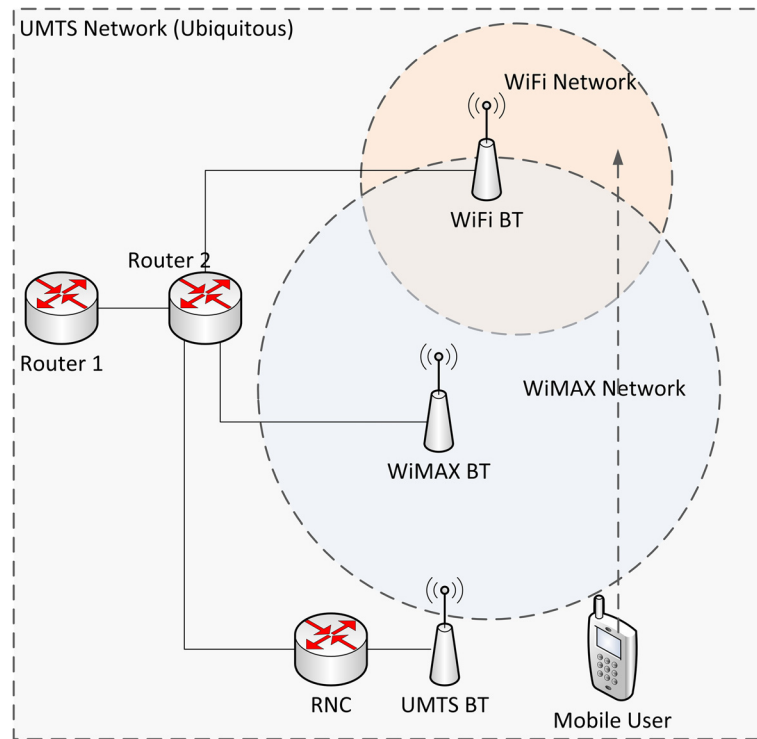 UMTS Network (Ubiquitous)
WiFi Network
WiFi BT
Router 2
Router 1
WiMAX Network
WiMAX BT
RNC
UMTS BT
Mobile User